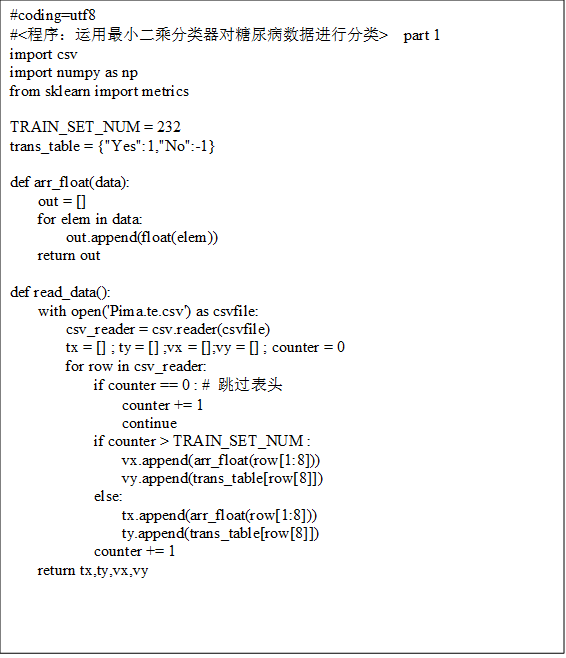 #coding=utf8
#<程序：运用最小二乘分类器对糖尿病数据进行分类>    part 1
import csv
import numpy as np
from sklearn import metrics

TRAIN_SET_NUM = 232
trans_table = {"Yes":1,"No":-1}

def arr_float(data):
    out = []
    for elem in data:
        out.append(float(elem))
    return out

def read_data():
    with open('Pima.te.csv') as csvfile:
        csv_reader = csv.reader(csvfile)
        tx = [] ; ty = [] ;vx = [];vy = [] ; counter = 0
        for row in csv_reader:
            if counter == 0 : #  跳过表头
                counter += 1
                continue
            if counter > TRAIN_SET_NUM :
                vx.append(arr_float(row[1:8]))
                vy.append(trans_table[row[8]])
            else:
                tx.append(arr_float(row[1:8]))
                ty.append(trans_table[row[8]])
            counter += 1
    return tx,ty,vx,vy